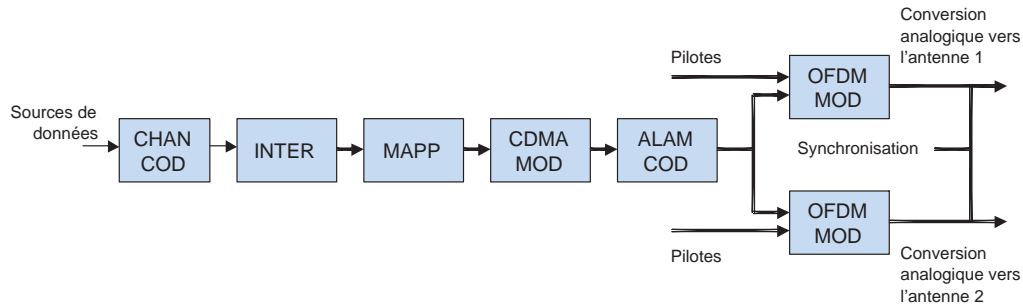 Conversion
analogique vers
l'antenne 1
Pilotes
OFDM
MOD
Sources de
données
CHAN
COD
INTER
MAPP
CDMA
MOD
ALAM
COD
Synchronisation
OFDM
MOD
Pilotes
Conversion
analogique vers
l'antenne 2